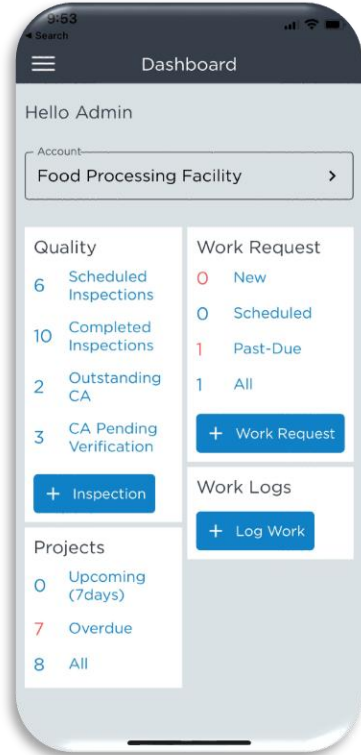 9:53
◂ Search
Dashboard
Hello Admin
Account
Food Processing Facility
Quality
6 Scheduled
Inspections
10 Completed
Inspections
2 Outstanding
CA
3 CA Pending
Verification
+ Inspection
Projects
0 Upcoming
(7days)
7 Overdue
8 All
Work Request
0 New
0 Scheduled
1 Past-Due
1 All
+ Work Request
Work Logs
+ Log Work